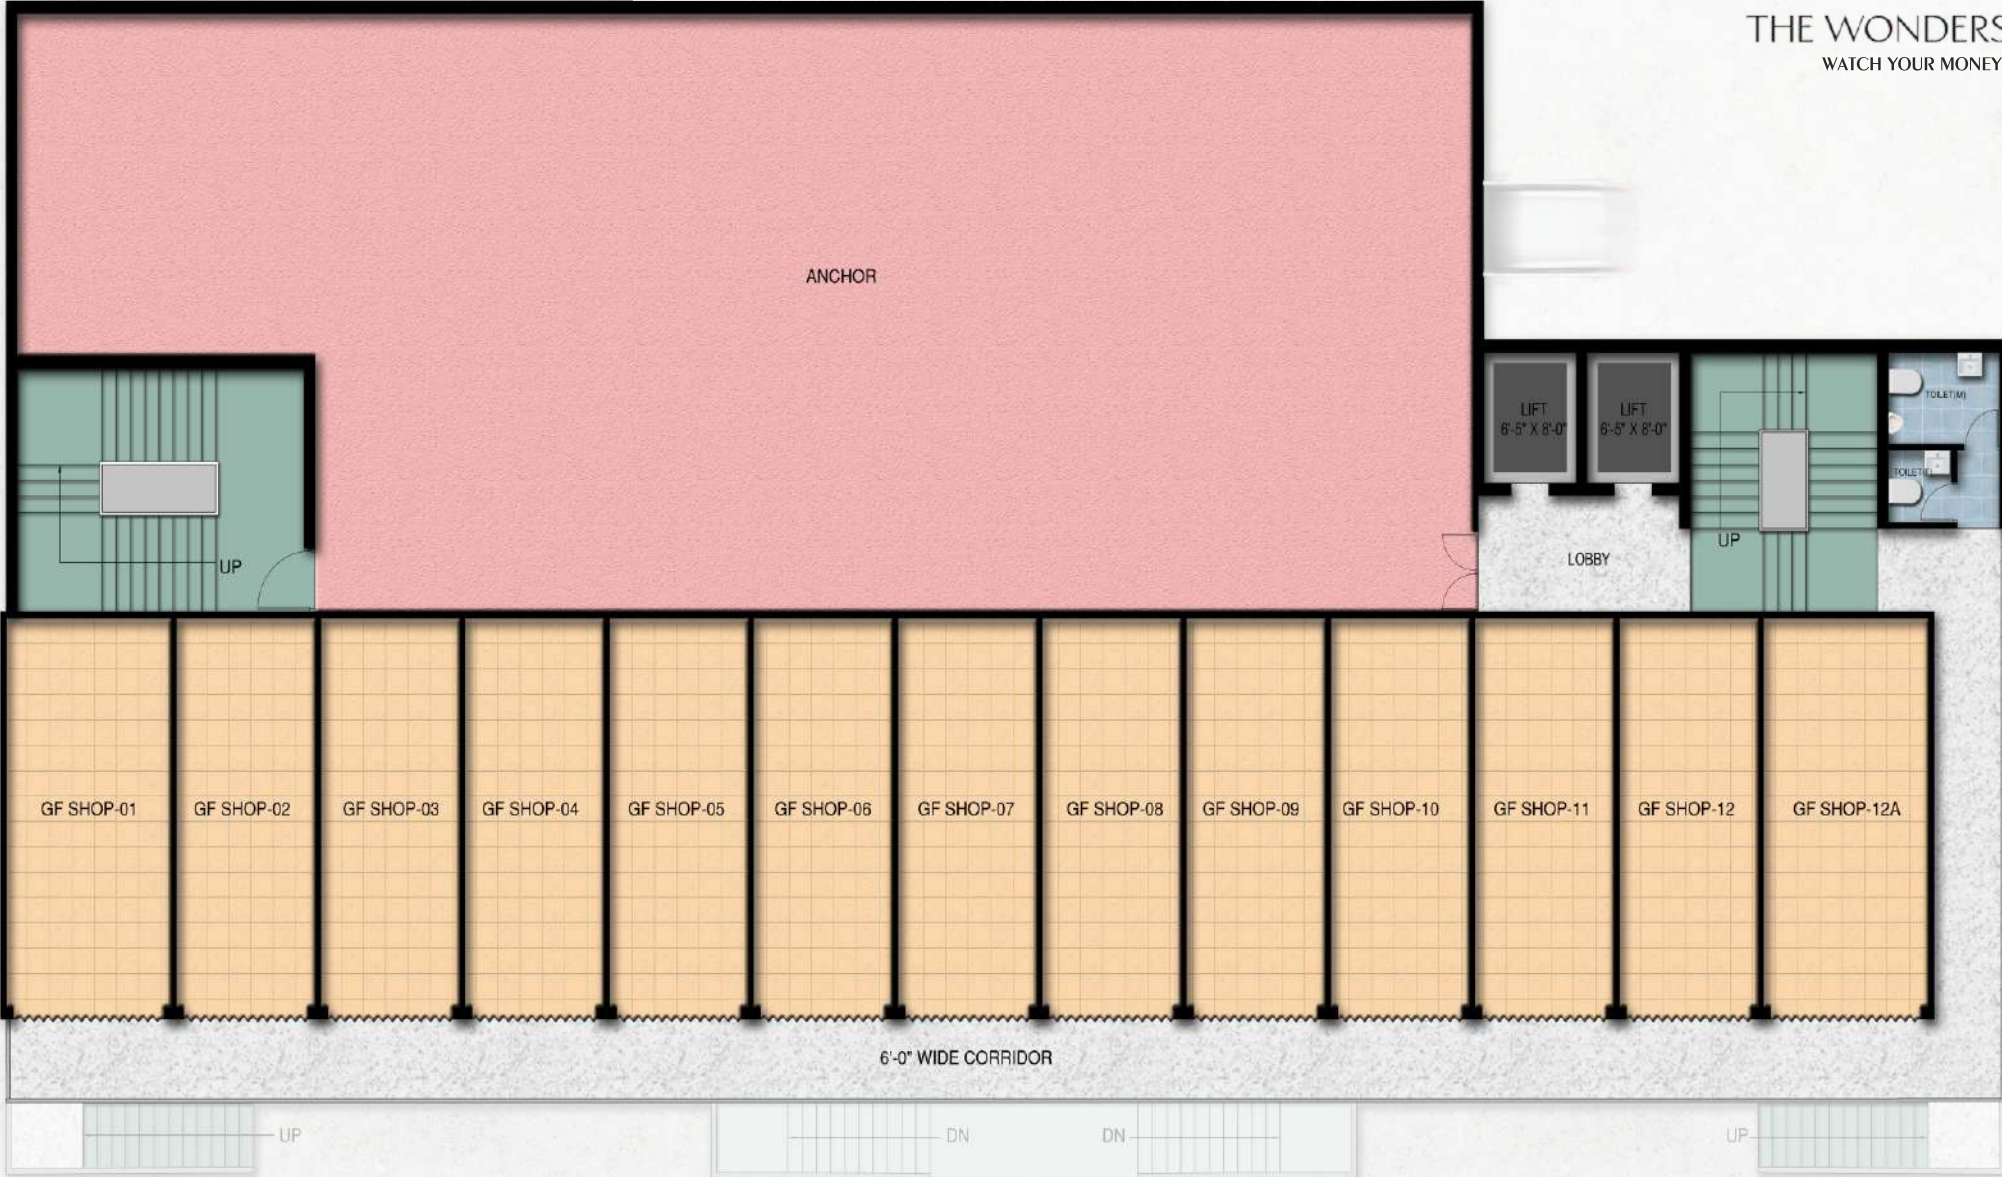 THE WONDERS
WATCH YOUR MONEY
ANCHOR
LIFT
6'-5" X 8'-0"
LIFT
6'-5" X 8'-0"
TOILET(M)
TOILET(F)
UP
UP
LOBBY
GF SHOP-01
GF SHOP-02
GF SHOP-03
GF SHOP-04
GF SHOP-05
GF SHOP-06
GF SHOP-07
GF SHOP-08
GF SHOP-09
GF SHOP-10
GF SHOP-11
GF SHOP-12
GF SHOP-12A
6'-0" WIDE CORRIDOR
UP
DN
DN
UP